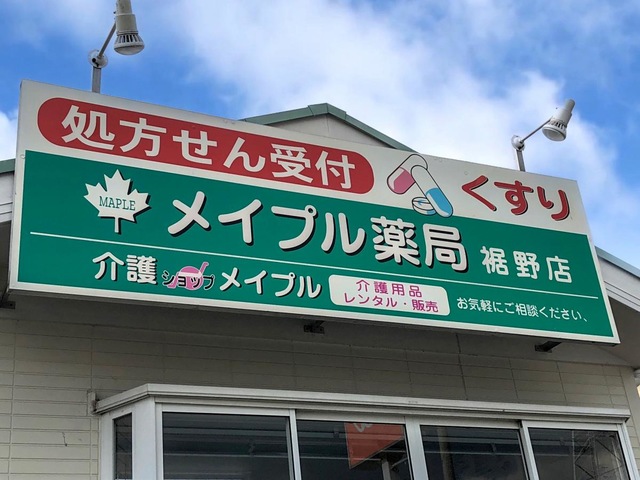 処方せん受付 くすり
MAPLE
メイプル薬局 裾野店
介護ショップメイプル
介護用品
レンタル・販売
お気軽にご相談ください、